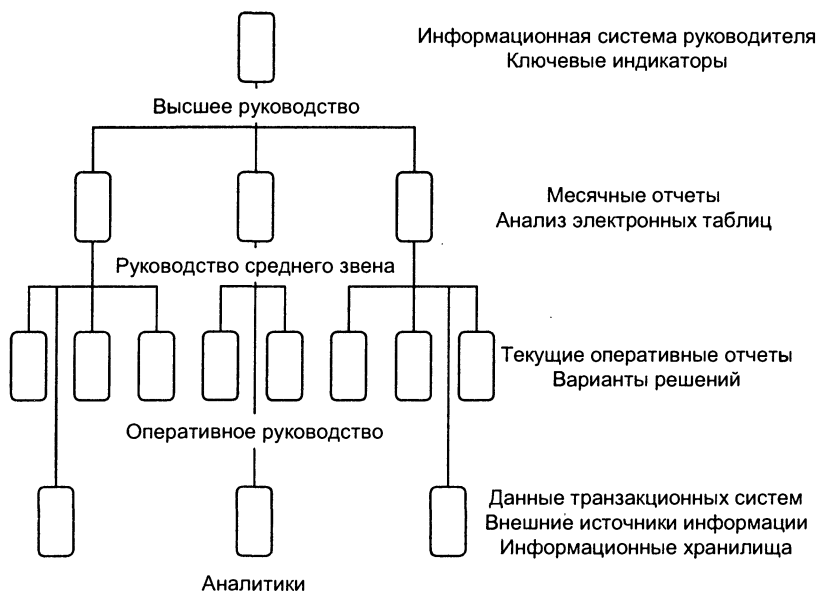 Информационная система руководителя
Ключевые индикаторы
Высшее руководство
Месячные отчеты
Анализ электронных таблиц
Руководство среднего звена
Текущие оперативные отчеты
Варианты решений
Оперативное руководство
Данные транзакционных систем
Внешние источники информации
Информационные хранилища
Аналитики